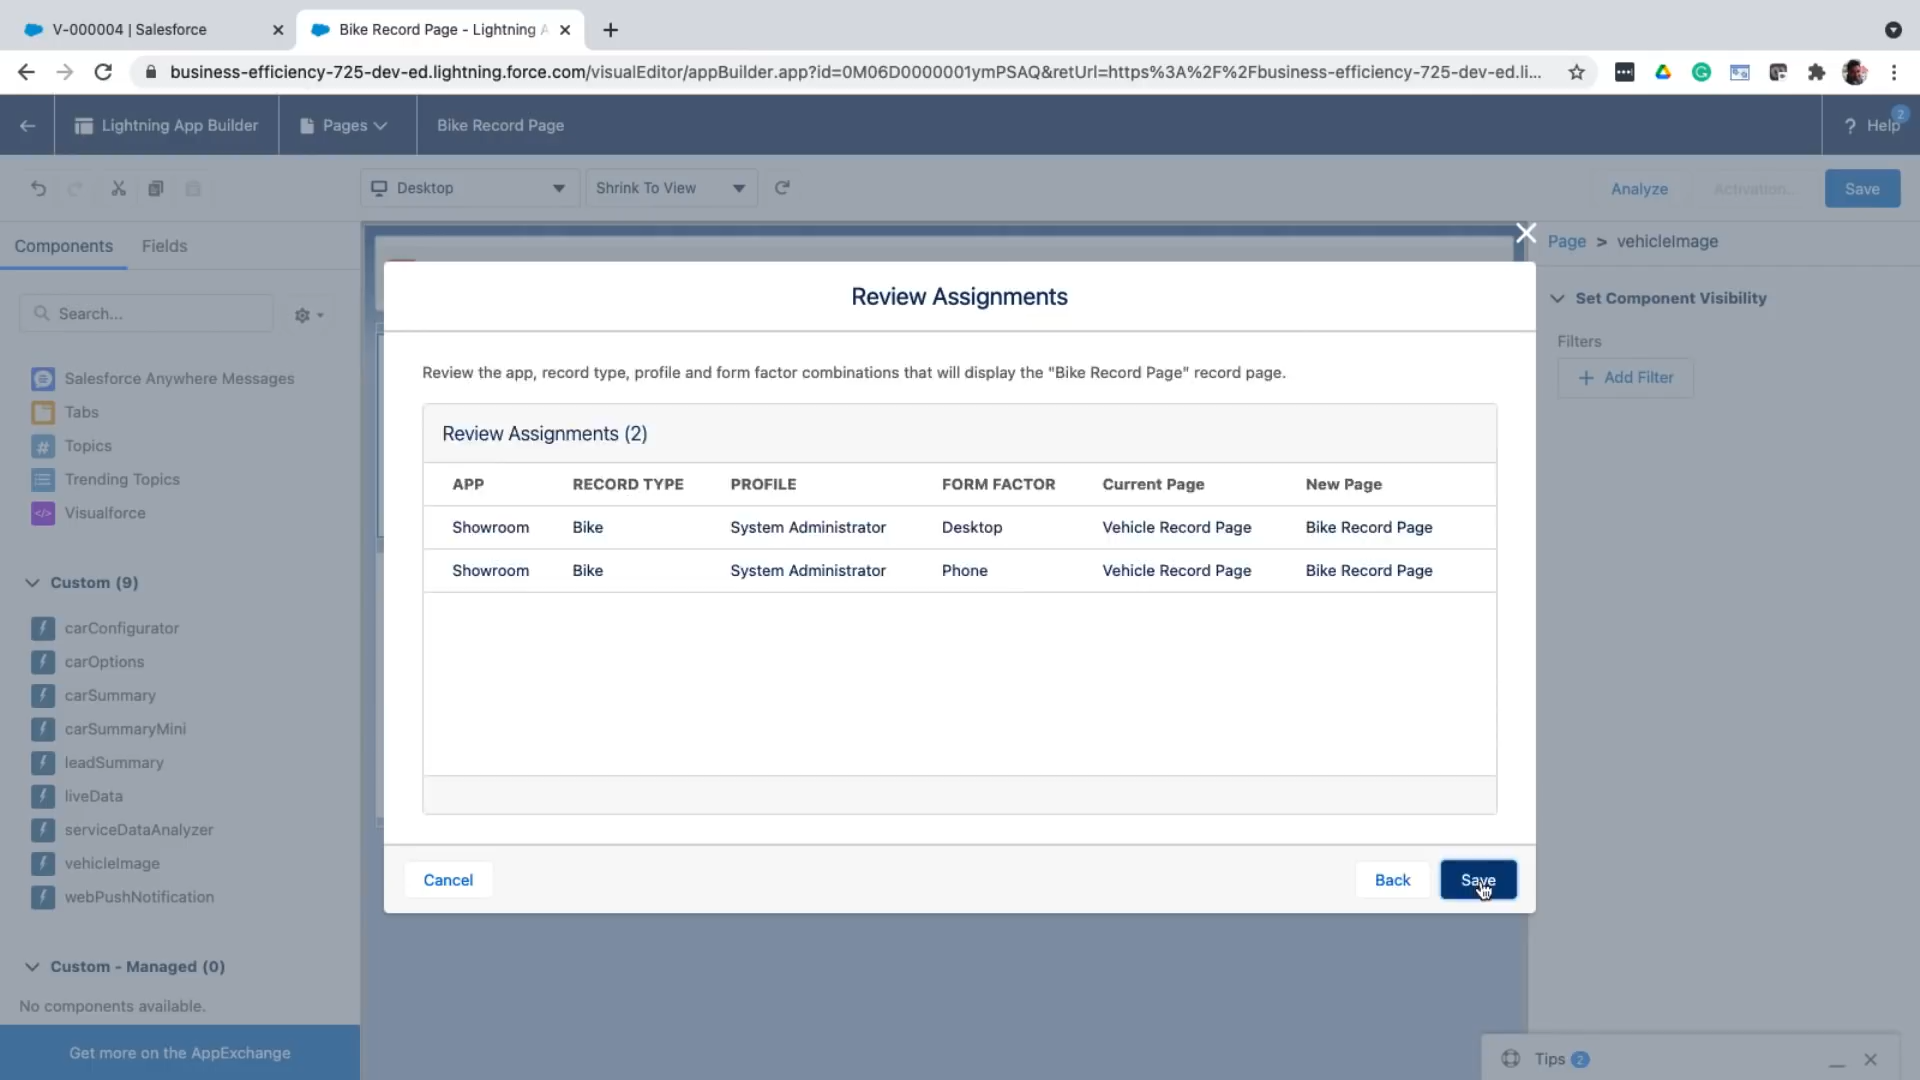 V-000004 | Salesforce
Bike Record Page - Lightning A
business-efficiency-725-dev-ed.lightning.force.com/visualEditor/appBuilder.app?id=0M06D0000001ymPSAQ&retUrl=https%3A%2F%2Fbusiness-efficiency-725-dev-ed.li...
Lightning App Builder
Pages
Bike Record Page
? Help
2
Desktop
Shrink To View
Analyze
Activation...
Save
Components
Fields
Page > vehicleImage
Search...
Set Component Visibility
Filters
+ Add Filter
Salesforce Anywhere Messages
Tabs
Topics
Trending Topics
Visualforce
Custom (9)
carConfigurator
carOptions
carSummary
carSummaryMini
leadSummary
liveData
serviceDataAnalyzer
vehicleImage
webPushNotification
Custom - Managed (0)
No components available.
Get more on the AppExchange
Review Assignments
Review the app, record type, profile and form factor combinations that will display the "Bike Record Page" record page.
Review Assignments (2)
APP RECORD TYPE PROFILE FORM FACTOR Current Page New Page
Showroom Bike System Administrator Desktop Vehicle Record Page Bike Record Page
Showroom Bike System Administrator Phone Vehicle Record Page Bike Record Page
Cancel
Back
Save
Tips 2